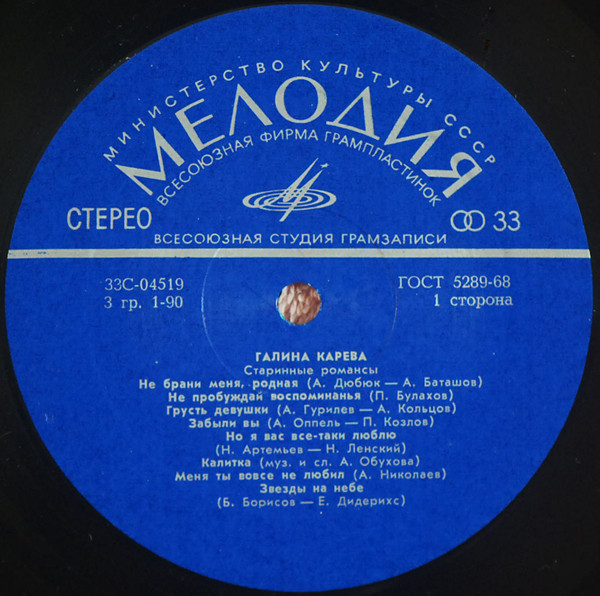 МИНИСТЕРСТВО КУЛЬТУРЫ СССР
МЕЛОДИЯ
ВСЕСОЮЗНАЯ ФИРМА ГРАМПЛАСТИНОК
СТЕРЕО
33
ВСЕСОЮЗНАЯ СТУДИЯ ГРАМЗАПИСИ
33С-04519
ГОСТ 5289-68
3 гр. 1-90
1 сторона
ГАЛИНА КАРЕВА
Старинные романсы
Не брани меня, родная (А. Дюбюк — А. Баташов)
Не пробуждай воспоминанья (П. Булахов)
Грусть девушки (А. Гурилев — А. Кольцов)
Забыли вы (А. Оппель — П. Козлов)
Но я вас все-таки люблю
(Н. Артемьев — Н. Ленский)
Калитка (муз. и сл. А. Обухова)
Меня ты вовсе не любил (А. Николаев)
Звезды на небе
(Б. Борисов — Е. Дидерихс)